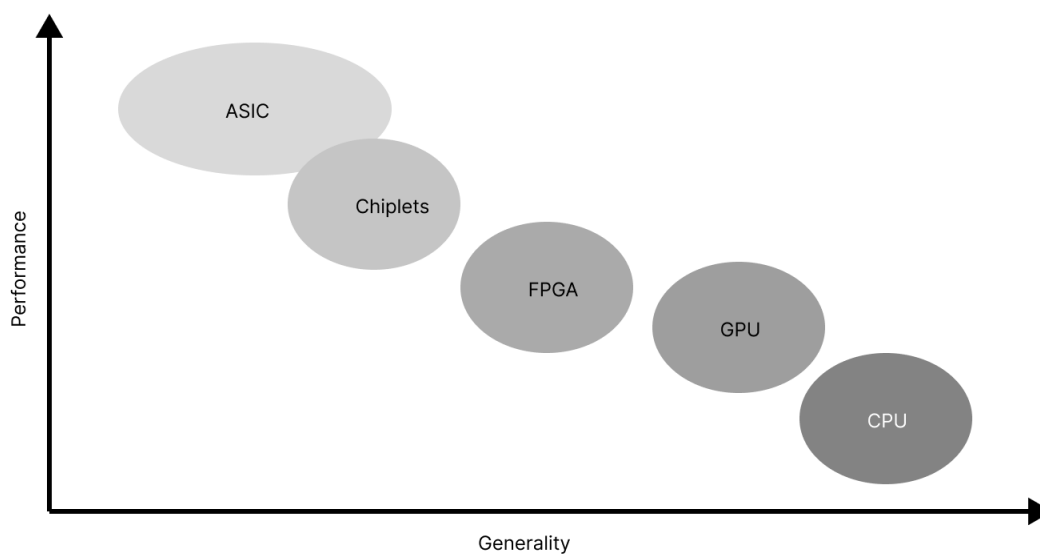 ASIC
Chiplets
FPGA
GPU
CPU
Performance
Generality